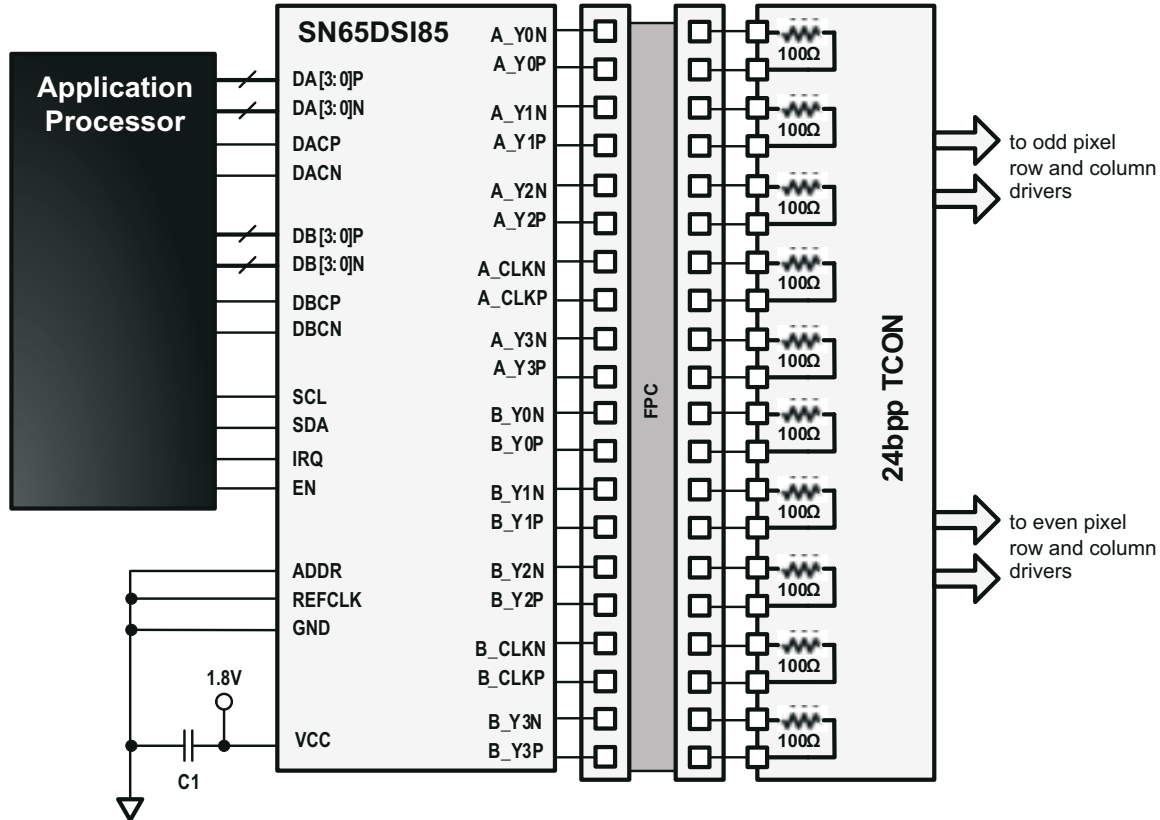 Application
Processor
SN65DSI85
DA[3:0]P
DA[3:0]N
DACP
DACN
DB[3:0]P
DB[3:0]N
DBCP
DBCN
SCL
SDA
IRQ
EN
ADDR
REFCLK
GND
VCC
1.8V
C1
A_Y0N
A_Y0P
A_Y1N
A_Y1P
A_Y2N
A_Y2P
A_CLKN
A_CLKP
A_Y3N
A_Y3P
B_Y0N
B_Y0P
B_Y1N
B_Y1P
B_Y2N
B_Y2P
B_CLKN
B_CLKP
B_Y3N
B_Y3P
FPC
100Ω
100Ω
100Ω
100Ω
100Ω
100Ω
100Ω
100Ω
100Ω
100Ω
24bpp TCON
to odd pixel
row and column
drivers
to even pixel
row and column
drivers